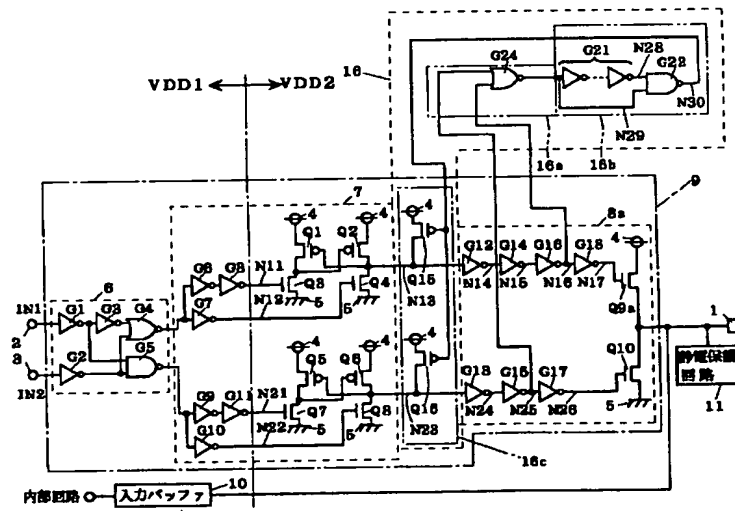 G21
G24
N28
G22
16
N30
VDD1
VDD2
N29
16a
16b
7
9
8a
4
4
4
4
Q1
Q2
6
G6
G8
N11
G12
G14
G16
G18
Q15
IN1
G1
G3
G4
Q3
Q4
N13
N14
N15
N16
N17
2
G7
N12
5
5
Q9a
3
G5
4
4
4
1
IN2
G2
Q5
Q6
Q10
静電保護
回路
G9
G11
N21
Q7
Q8
Q16
G13
G15
G17
5
11
G10
N22
5
5
N23
N24
N25
N26
16c
10
内部回路
入力バッファ